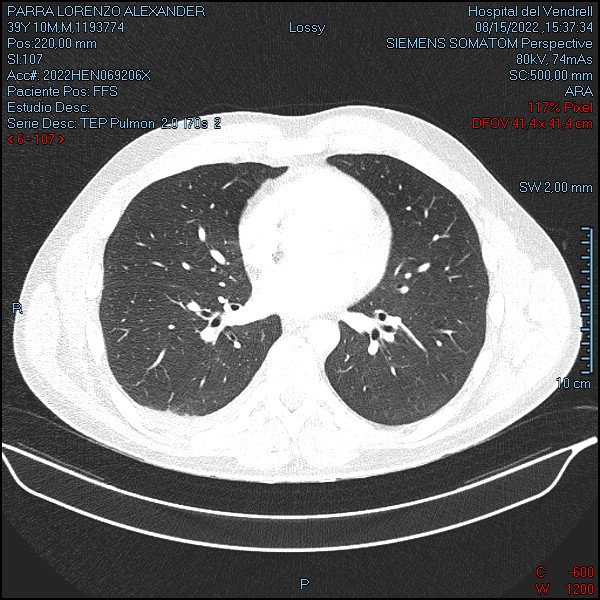 PARRA LORENZO ALEXANDER
39Y 10M,M,1193774
Pos:220.00 mm
Sl:107
Acc#: 2022HEN069206X
Paciente Pos: FFS
Estudio Desc:
Serie Desc: TEP Pulmon 2.0 I70s 2
<6-107>
Lossy
Hospital del Vendrell
08/15/2022 ,15:37:34
SIEMENS SOMATOM Perspective
80kV, 74mAs
SC:500,00 mm
ARA
117% Pixel
DFOV 41,4 x 41,4 cm
SW 2,00 mm
R
10 cm
P
C -600
W 1200